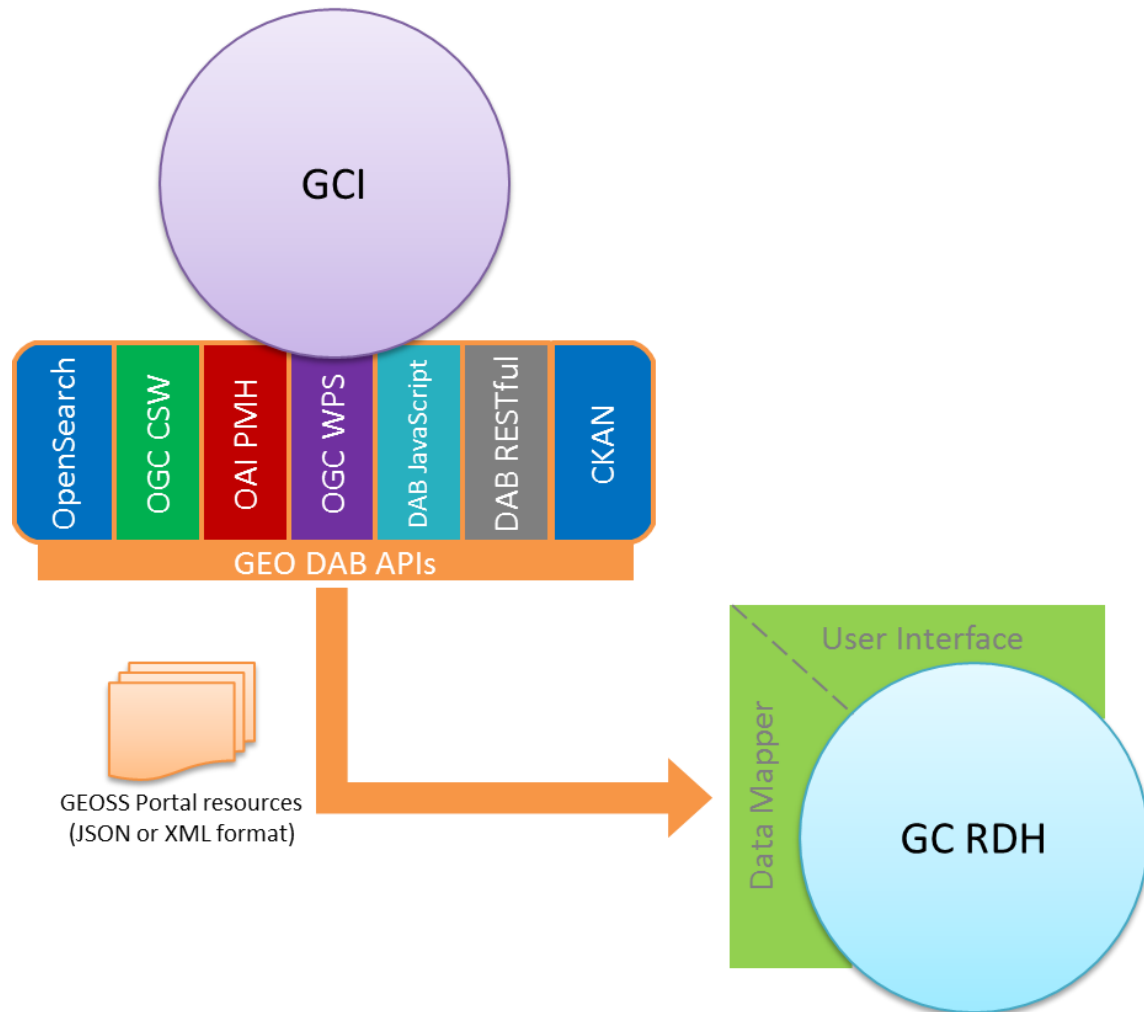 GCI
OpenSearch
OGC CSW
OAI PMH
OGC WPS
DAB JavaScript
DAB RESTful
CKAN
GEO DAB APIs
GEOSS Portal resources
(JSON or XML format)
User Interface
Data Mapper
GC RDH